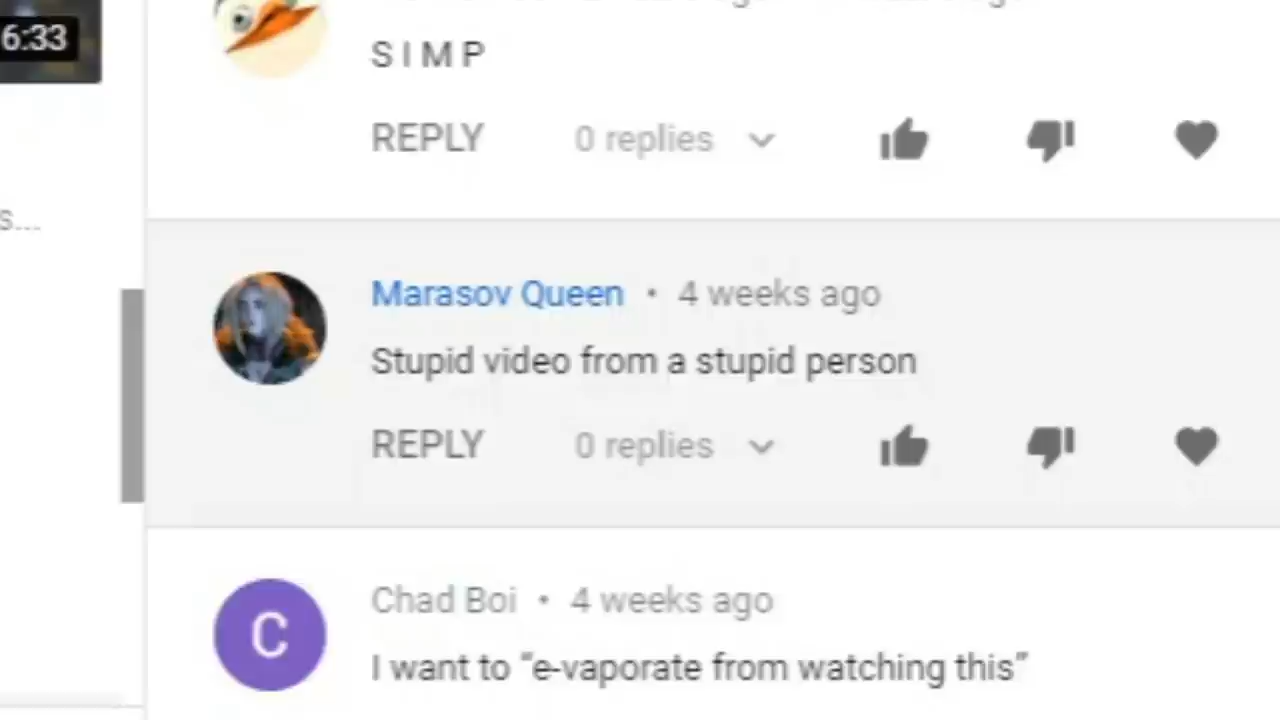 6:33
S I M P
REPLY 0 replies
s...
Marasov Queen • 4 weeks ago
Stupid video from a stupid person
REPLY 0 replies
Chad Boi • 4 weeks ago
I want to “e-vaporate from watching this”